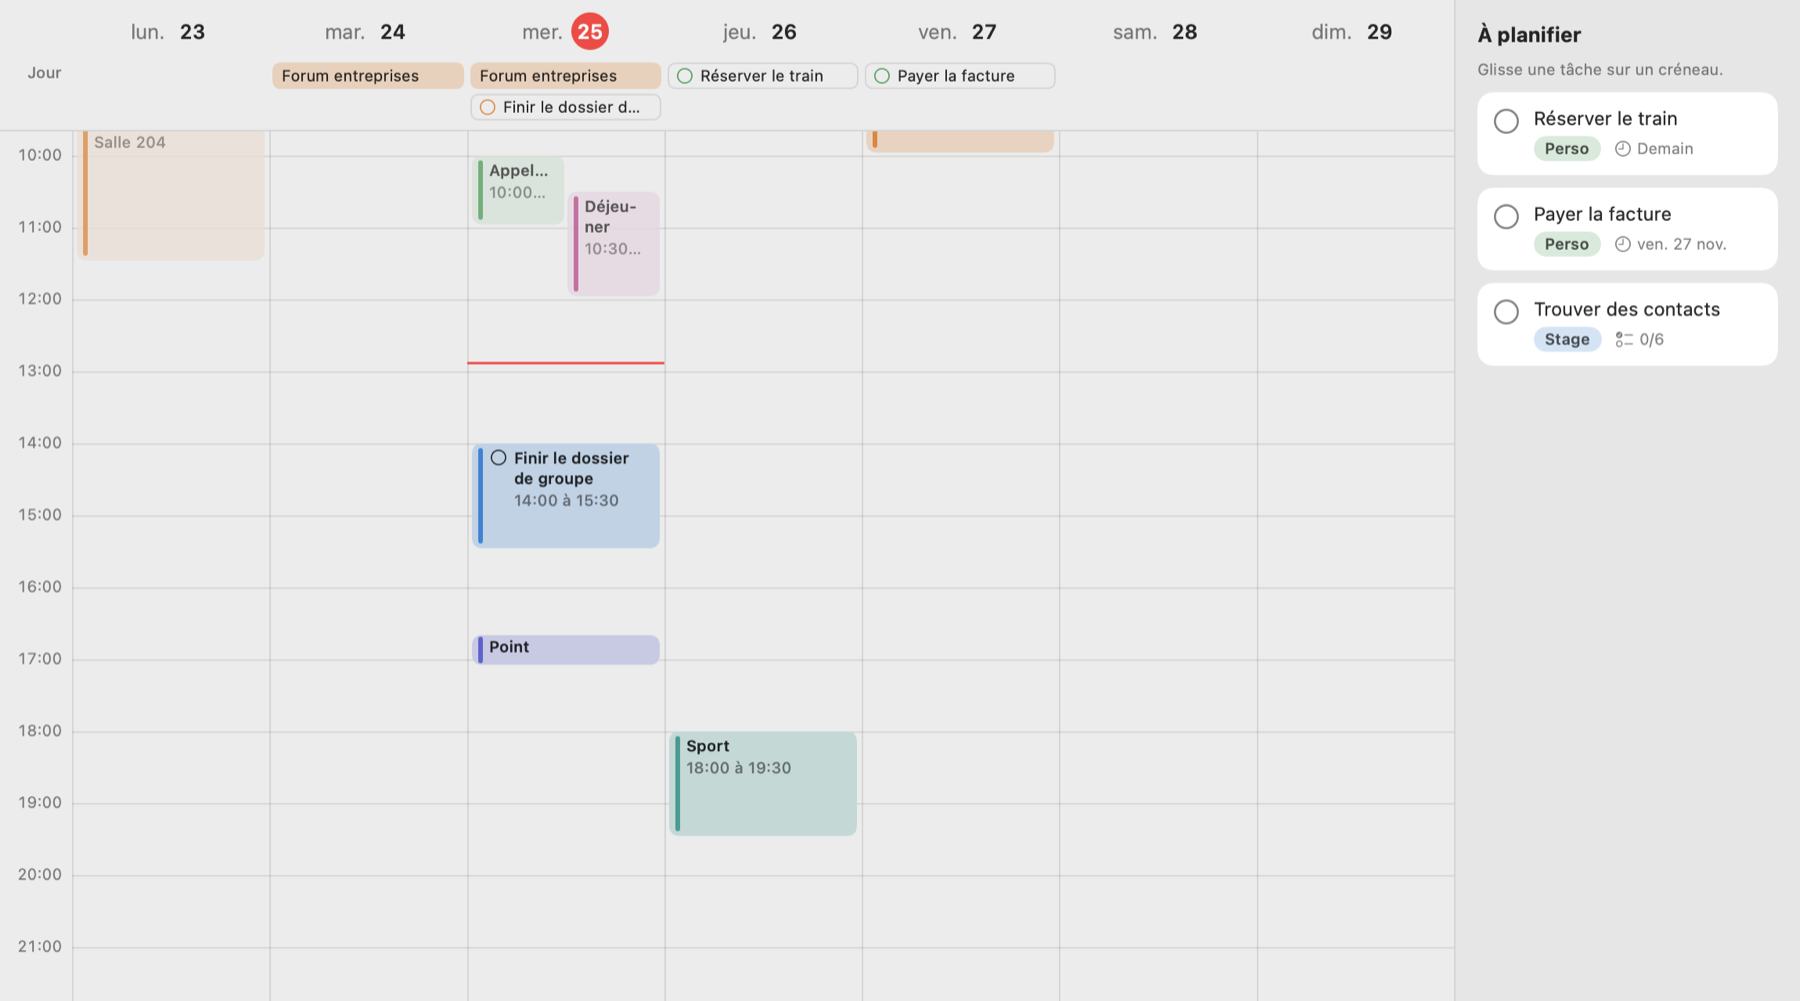 lun. 23
mar. 24
mer. 25
jeu. 26
ven. 27
sam. 28
dim. 29
Jour
Forum entreprises
Forum entreprises
Réserver le train
Payer la facture
Finir le dossier d...
Salle 204
10:00
11:00
12:00
13:00
14:00
15:00
16:00
17:00
18:00
19:00
20:00
21:00
Appel...
10:00...
Déjeu-
ner
10:30...
Finir le dossier
de groupe
14:00 à 15:30
Point
Sport
18:00 à 19:30
À planifier
Glisse une tâche sur un créneau.
Réserver le train
Perso Demain
Payer la facture
Perso ven. 27 nov.
Trouver des contacts
Stage 0/6